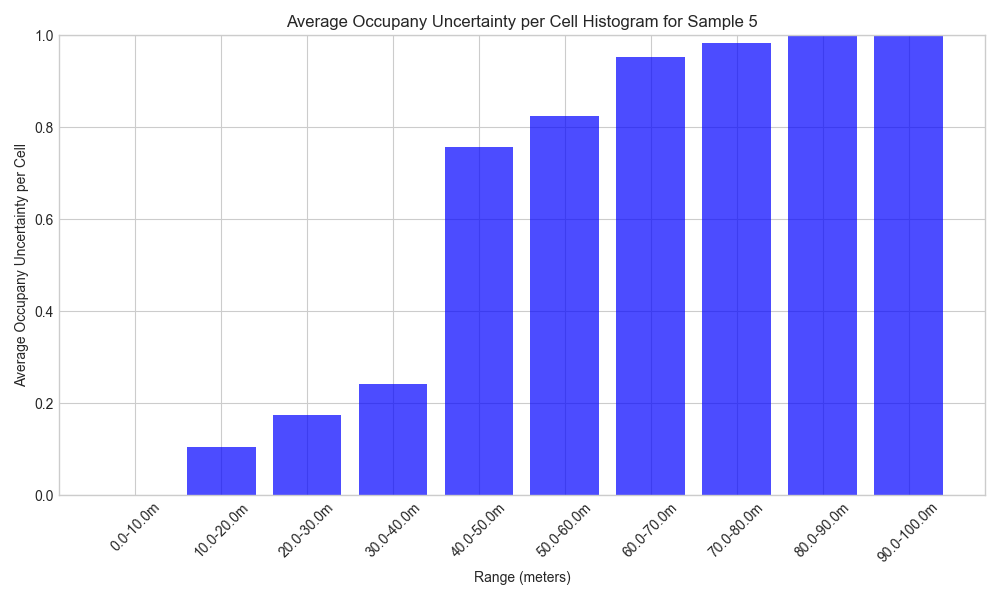 Average Occupany Uncertainty per Cell Histogram for Sample 5
Average Occupany Uncertainty per Cell
1.0
0.8
0.6
0.4
0.2
0.0
0.0-10.0m
10.0-20.0m
20.0-30.0m
30.0-40.0m
40.0-50.0m
50.0-60.0m
60.0-70.0m
70.0-80.0m
80.0-90.0m
90.0-100.0m
Range (meters)